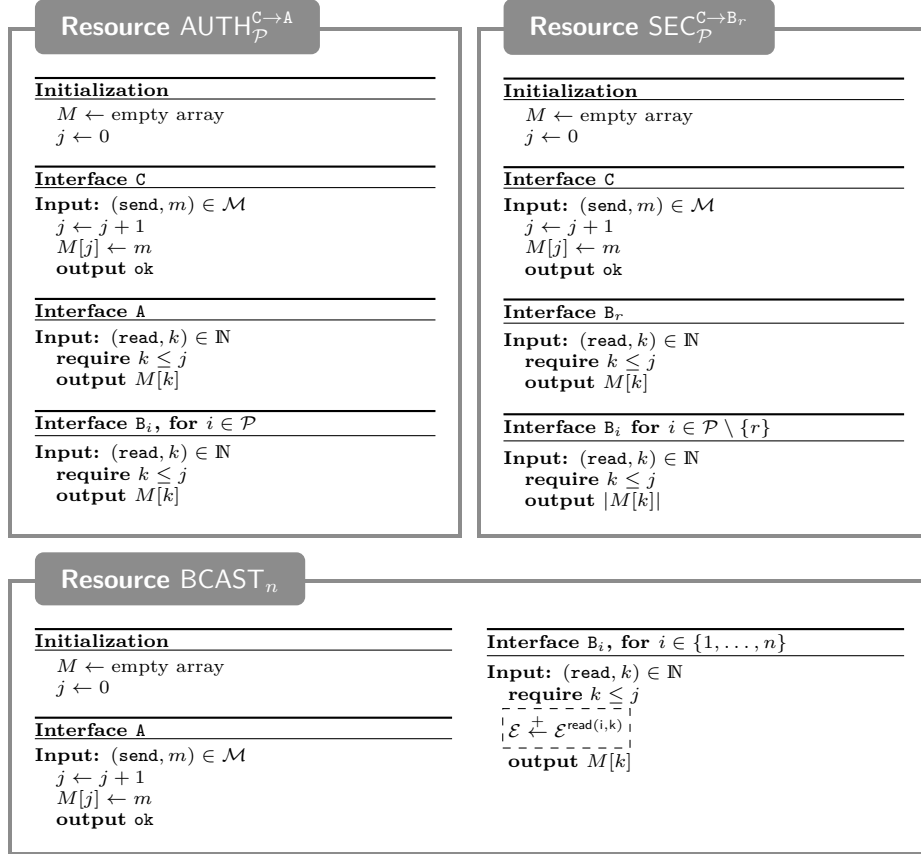 Resource AUTH_𝒫^{C→A}
Initialization
M ← empty array
j ← 0
Interface C
Input: (send, m) ∈ ℳ
j ← j + 1
M[j] ← m
output ok
Interface A
Input: (read, k) ∈ ℕ
require k ≤ j
output M[k]
Interface B_i, for i ∈ 𝒫
Input: (read, k) ∈ ℕ
require k ≤ j
output M[k]
Resource SEC_𝒫^{C→B_r}
Initialization
M ← empty array
j ← 0
Interface C
Input: (send, m) ∈ ℳ
j ← j + 1
M[j] ← m
output ok
Interface B_r
Input: (read, k) ∈ ℕ
require k ≤ j
output M[k]
Interface B_i for i ∈ 𝒫 \ {r}
Input: (read, k) ∈ ℕ
require k ≤ j
output |M[k]|
Resource BCAST_n
Initialization
M ← empty array
j ← 0
Interface A
Input: (send, m) ∈ ℳ
j ← j + 1
M[j] ← m
output ok
Interface B_i, for i ∈ {1, . . . , n}
Input: (read, k) ∈ ℕ
require k ≤ j
ℰ ←^+ ℰ^{read(i,k)}
output M[k]